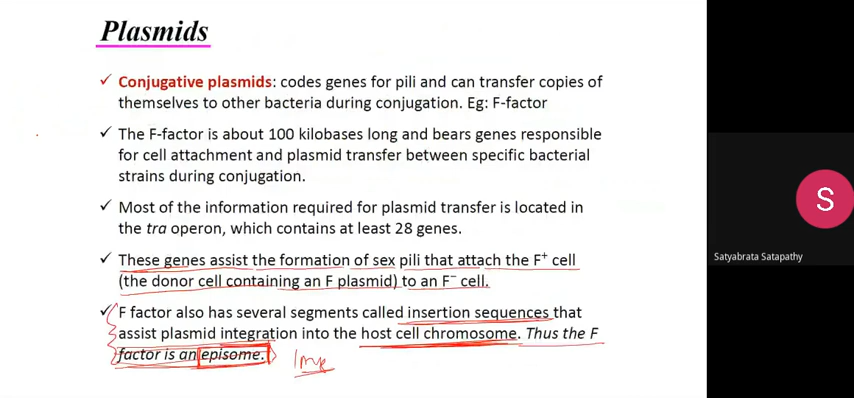 Plasmids
✓ Conjugative plasmids: codes genes for pili and can transfer copies of
themselves to other bacteria during conjugation. Eg: F-factor
✓ The F-factor is about 100 kilobases long and bears genes responsible
for cell attachment and plasmid transfer between specific bacterial
strains during conjugation.
✓ Most of the information required for plasmid transfer is located in
the tra operon, which contains at least 28 genes.
✓ These genes assist the formation of sex pili that attach the F⁺ cell
(the donor cell containing an F plasmid) to an F⁻ cell.
✓ F factor also has several segments called insertion sequences that
assist plasmid integration into the host cell chromosome. Thus the F
factor is an episome. Imp
S
Satyabrata Satapathy